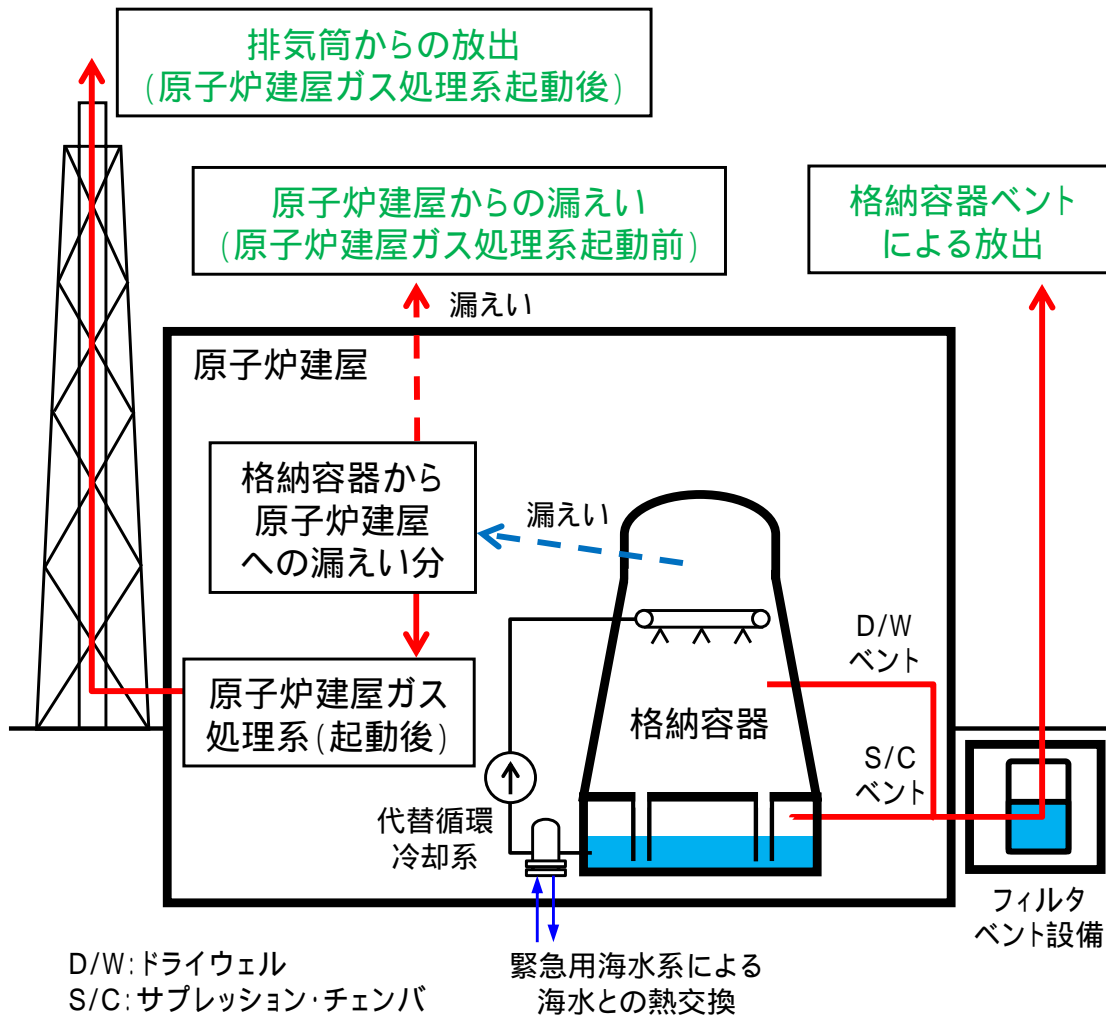 排気筒からの放出
(原子炉建屋ガス処理系起動後)
原子炉建屋からの漏えい
(原子炉建屋ガス処理系起動前)
格納容器ベント
による放出
漏えい
原子炉建屋
格納容器から
原子炉建屋
への漏えい分
漏えい
D/W
ベント
原子炉建屋ガス
処理系(起動後)
格納容器
S/C
ベント
代替循環
冷却系
フィルタ
ベント設備
D/W:ドライウェル
S/C:サプレッション・チェンバ
緊急用海水系による
海水との熱交換